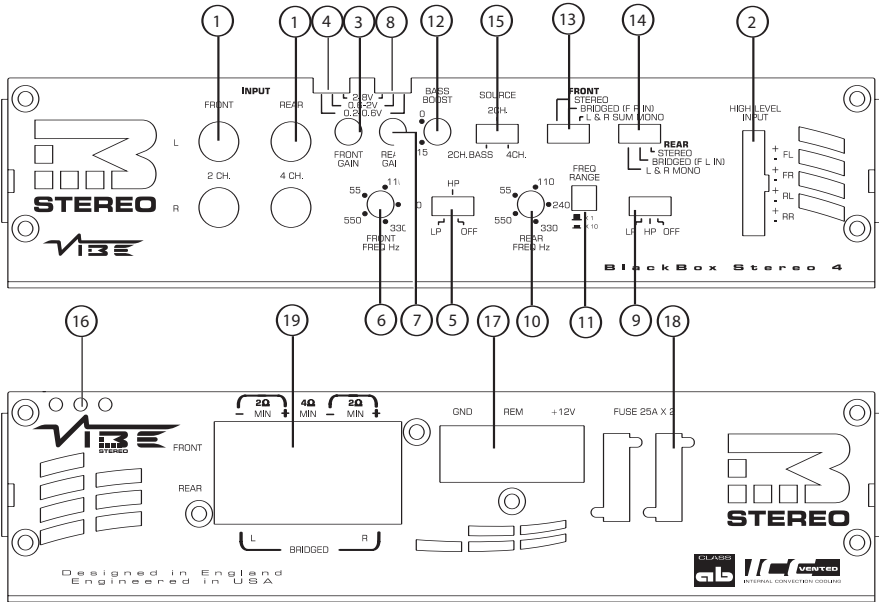 1 1 4 3 8 12 15 13 14 2
INPUT
FRONT REAR
2-8V
0.6-2V
0.2-0.6V
BASS
BOOST
0
15
SOURCE
2CH.
2CH. BASS 4CH.
FRONT
STEREO
BRIDGED (F R IN)
L & R SUM MONO
REAR
STEREO
BRIDGED (F L IN)
L & R MONO
HIGH LEVEL
INPUT
+
- FL
+
- FR
+
- RL
+
- RR
L
R
2 CH. 4 CH.
FRONT
GAIN
STEREO
VIBE
55
550
330
FRONT
FREQ Hz
HP
LP OFF
110
55 240
550 330
REAR
FREQ Hz
FREQ
RANGE
X 1
X 10
LP HP OFF
BlackBox Stereo 4
6 7 5 10 11 9
16 19 17 18
2Ω 4Ω 2Ω
- MIN + MIN - MIN +
FRONT
REAR
L R
BRIDGED
GND REM +12V
FUSE 25A X 2
VIBE
STEREO
STEREO
Designed in England
Engineered in USA
CLASS
ab
ICC VENTED
INTERNAL CONVECTION COOLING